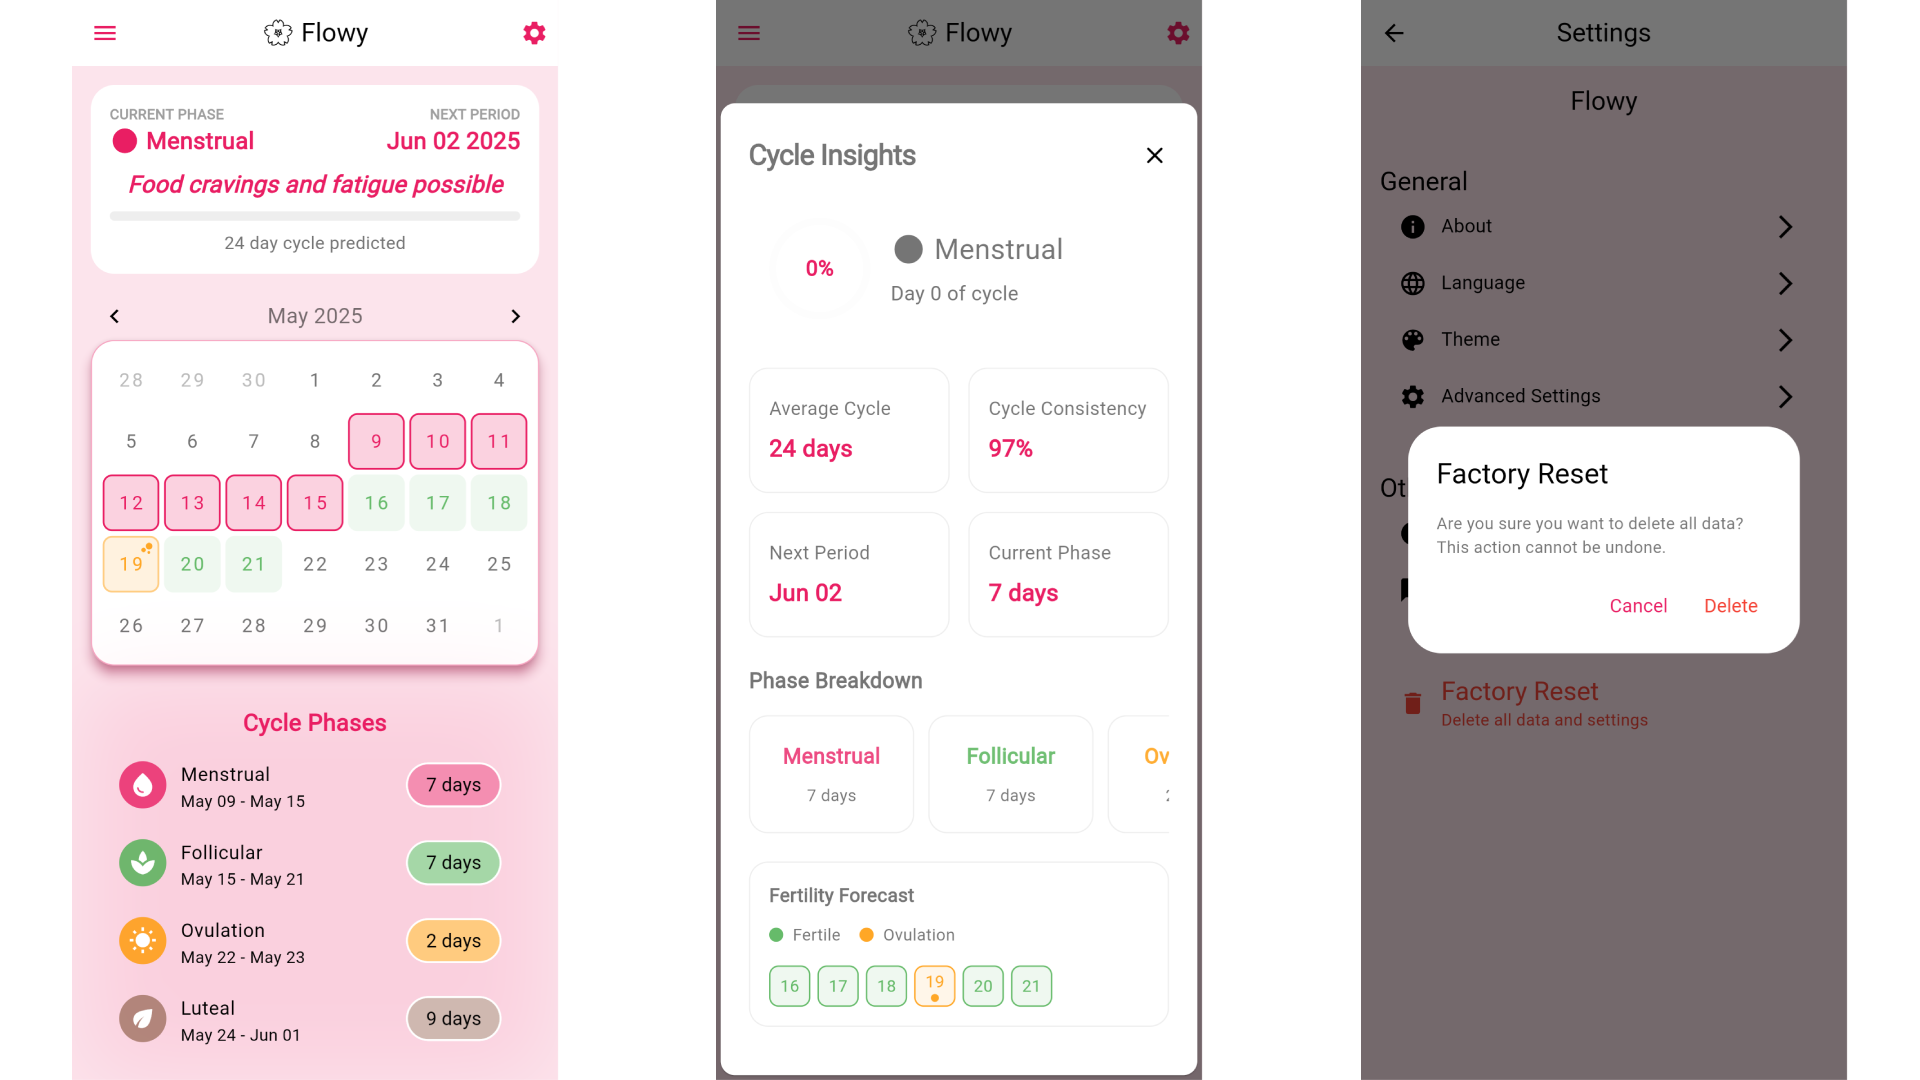 Flowy
CURRENT PHASE NEXT PERIOD
Menstrual Jun 02 2025
Food cravings and fatigue possible
24 day cycle predicted
May 2025
28 29 30 1 2 3 4
5 6 7 8 9 10 11
12 13 14 15 16 17 18
19 20 21 22 23 24 25
26 27 28 29 30 31 1
Cycle Phases
Menstrual
May 09 - May 15
7 days
Follicular
May 15 - May 21
7 days
Ovulation
May 22 - May 23
2 days
Luteal
May 24 - Jun 01
9 days
Flowy
Cycle Insights
0%
Menstrual
Day 0 of cycle
Average Cycle
24 days
Cycle Consistency
97%
Next Period
Jun 02
Current Phase
7 days
Phase Breakdown
Menstrual
7 days
Follicular
7 days
Ov
Fertility Forecast
Fertile Ovulation
16 17 18 19 20 21
Settings
Flowy
General
About
Language
Theme
Advanced Settings
Ot
Factory Reset
Are you sure you want to delete all data?
This action cannot be undone.
Cancel Delete
Factory Reset
Delete all data and settings